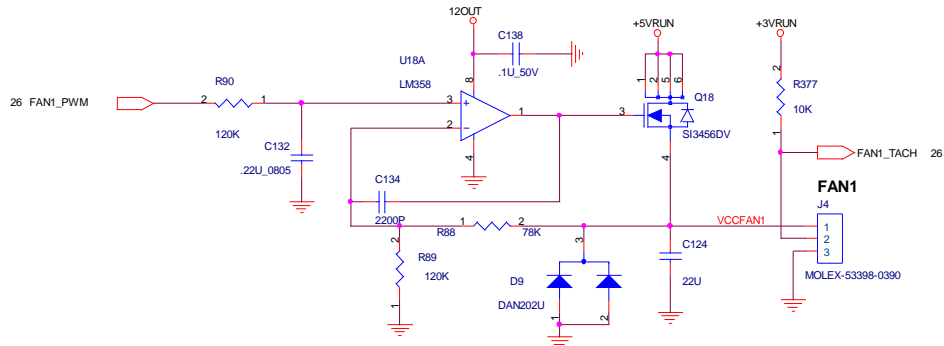 12OUT
+5VRUN
+3VRUN
C138
.1U_50V
U18A
LM358
8
3
2
1
4
26 FAN1_PWM
R90
2
1
120K
C132
.22U_0805
1
2
5
6
3
Q18
SI3456DV
4
2
R377
10K
1
FAN1_TACH 26
FAN1
J4
1
2
3
MOLEX-53398-0390
VCCFAN1
C134
2200P
1
2
R88
78K
2
R89
120K
1
3
D9
DAN202U
1
2
C124
22U